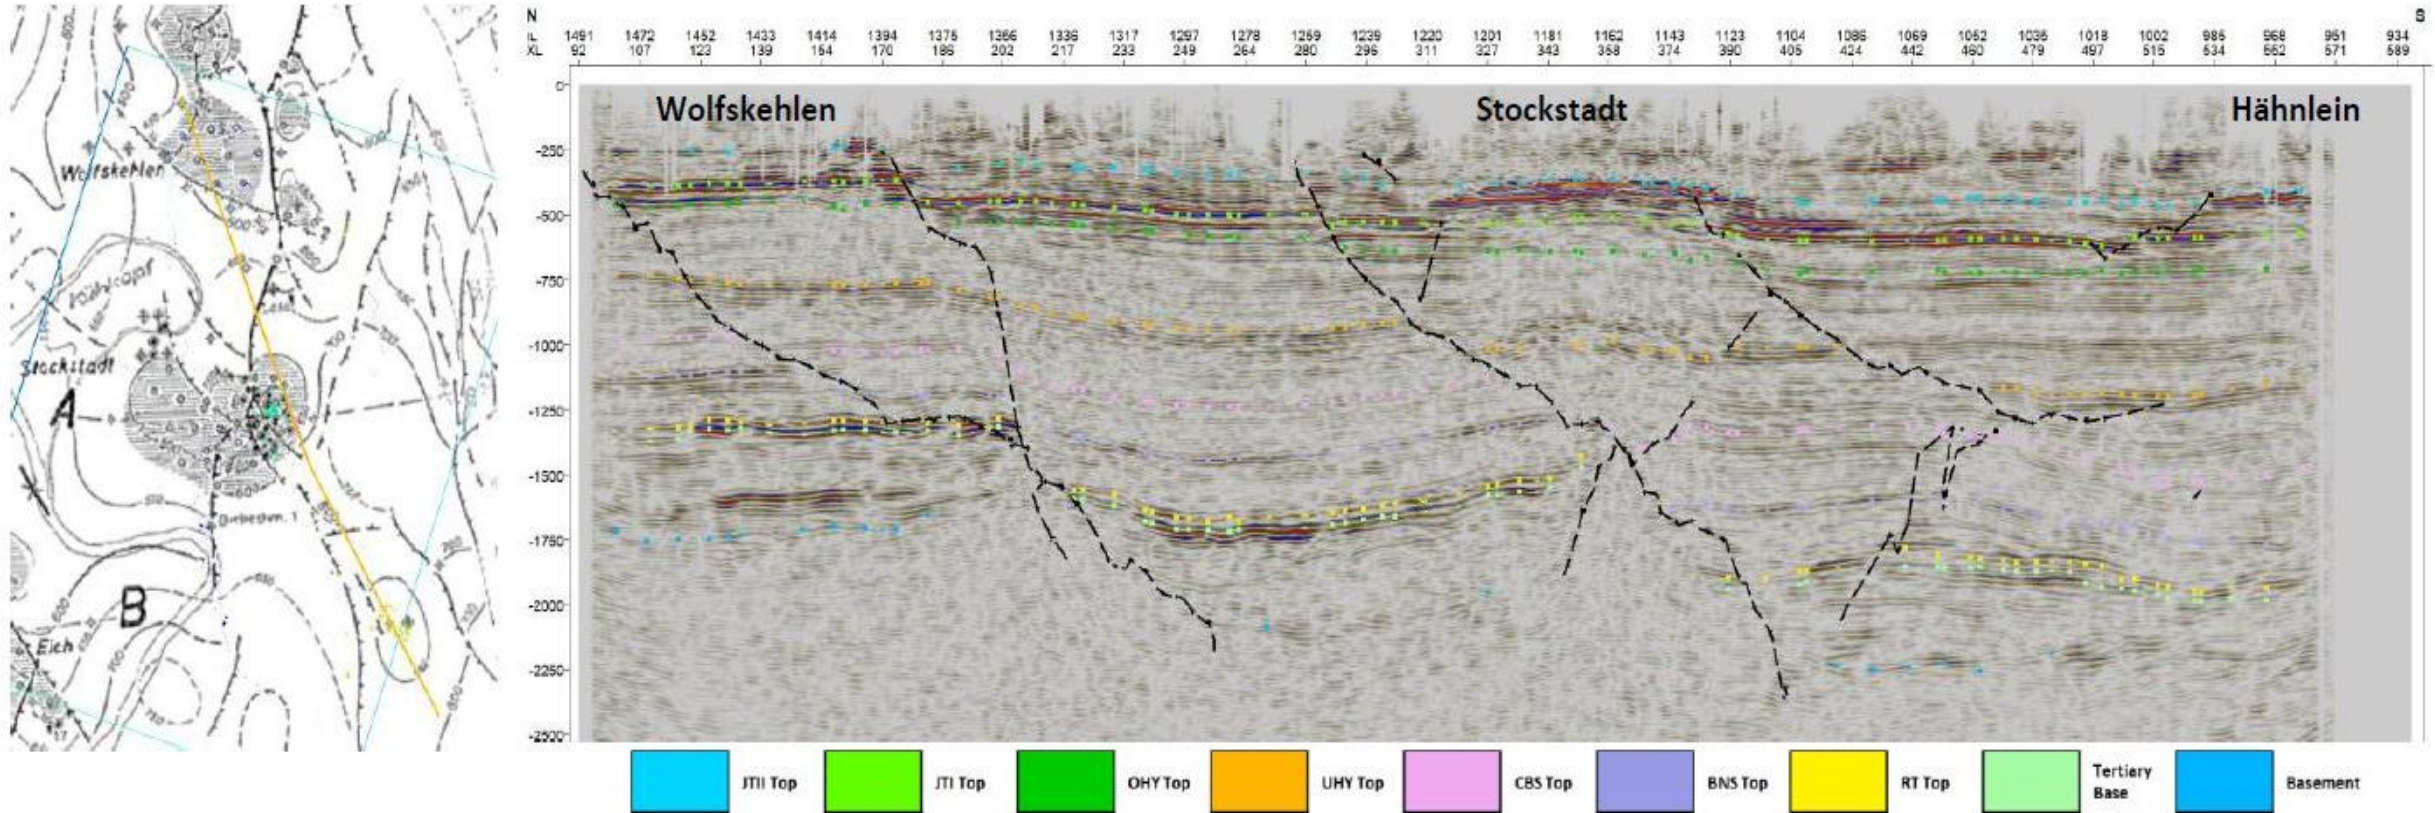 N
S
IL 1491 1472 1452 1433 1414 1394 1375 1366 1336 1317 1297 1278 1259 1239 1220 1201 1181 1162 1143 1123 1104 1086 1069 1052 1035 1018 1002 985 968 951 934
XL 92 107 123 139 154 170 186 202 217 233 249 264 280 296 311 327 343 358 374 390 405 424 442 460 479 497 515 534 552 571 589
0
Wolfskehlen Stockstadt Hähnlein
-250
-500
-750
-1000
-1250
-1500
-1750
-2000
-2250
-2500
Wolfskehlen
Stockstadt
A
B
Eich
JTII Top
JTI Top
OHY Top
UHY Top
CBS Top
BNS Top
RT Top
Tertiary
Base
Basement